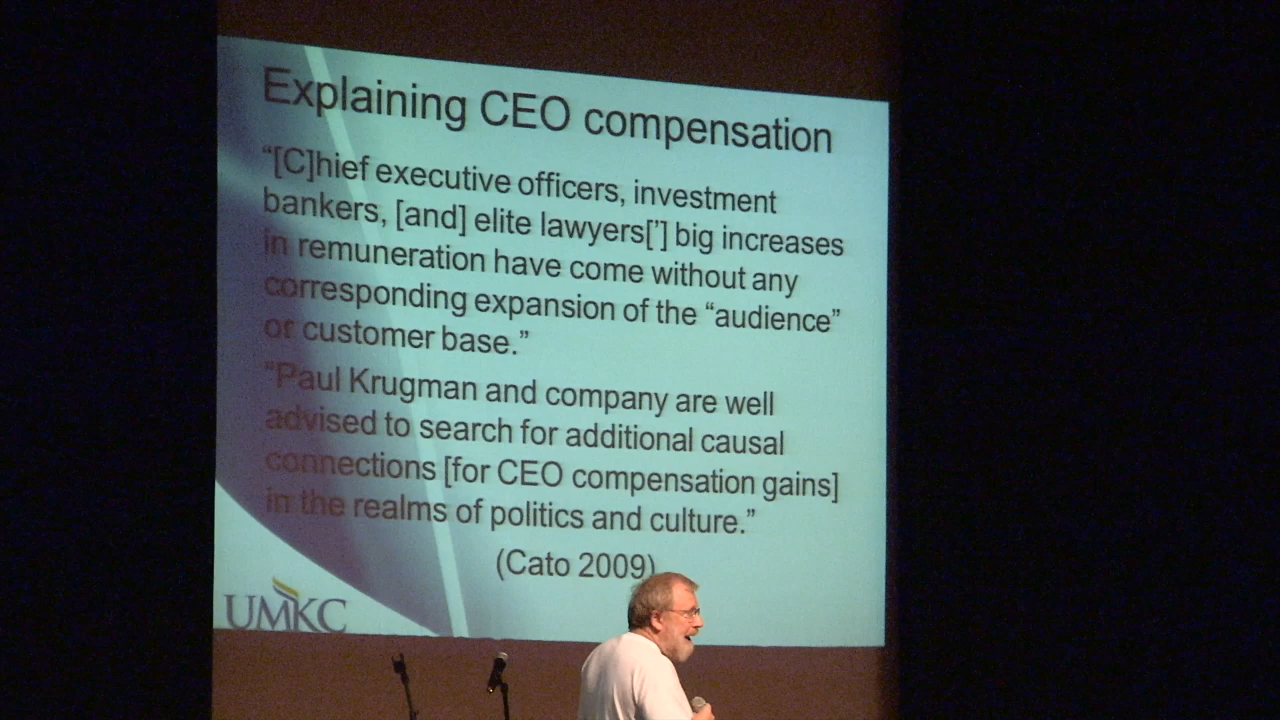 Explaining CEO compensation
“[C]hief executive officers, investment
bankers, [and] elite lawyers['] big increases
in remuneration have come without any
corresponding expansion of the “audience”
or customer base.”
“Paul Krugman and company are well
advised to search for additional causal
connections [for CEO compensation gains]
in the realms of politics and culture.”
(Cato 2009)
UMKC